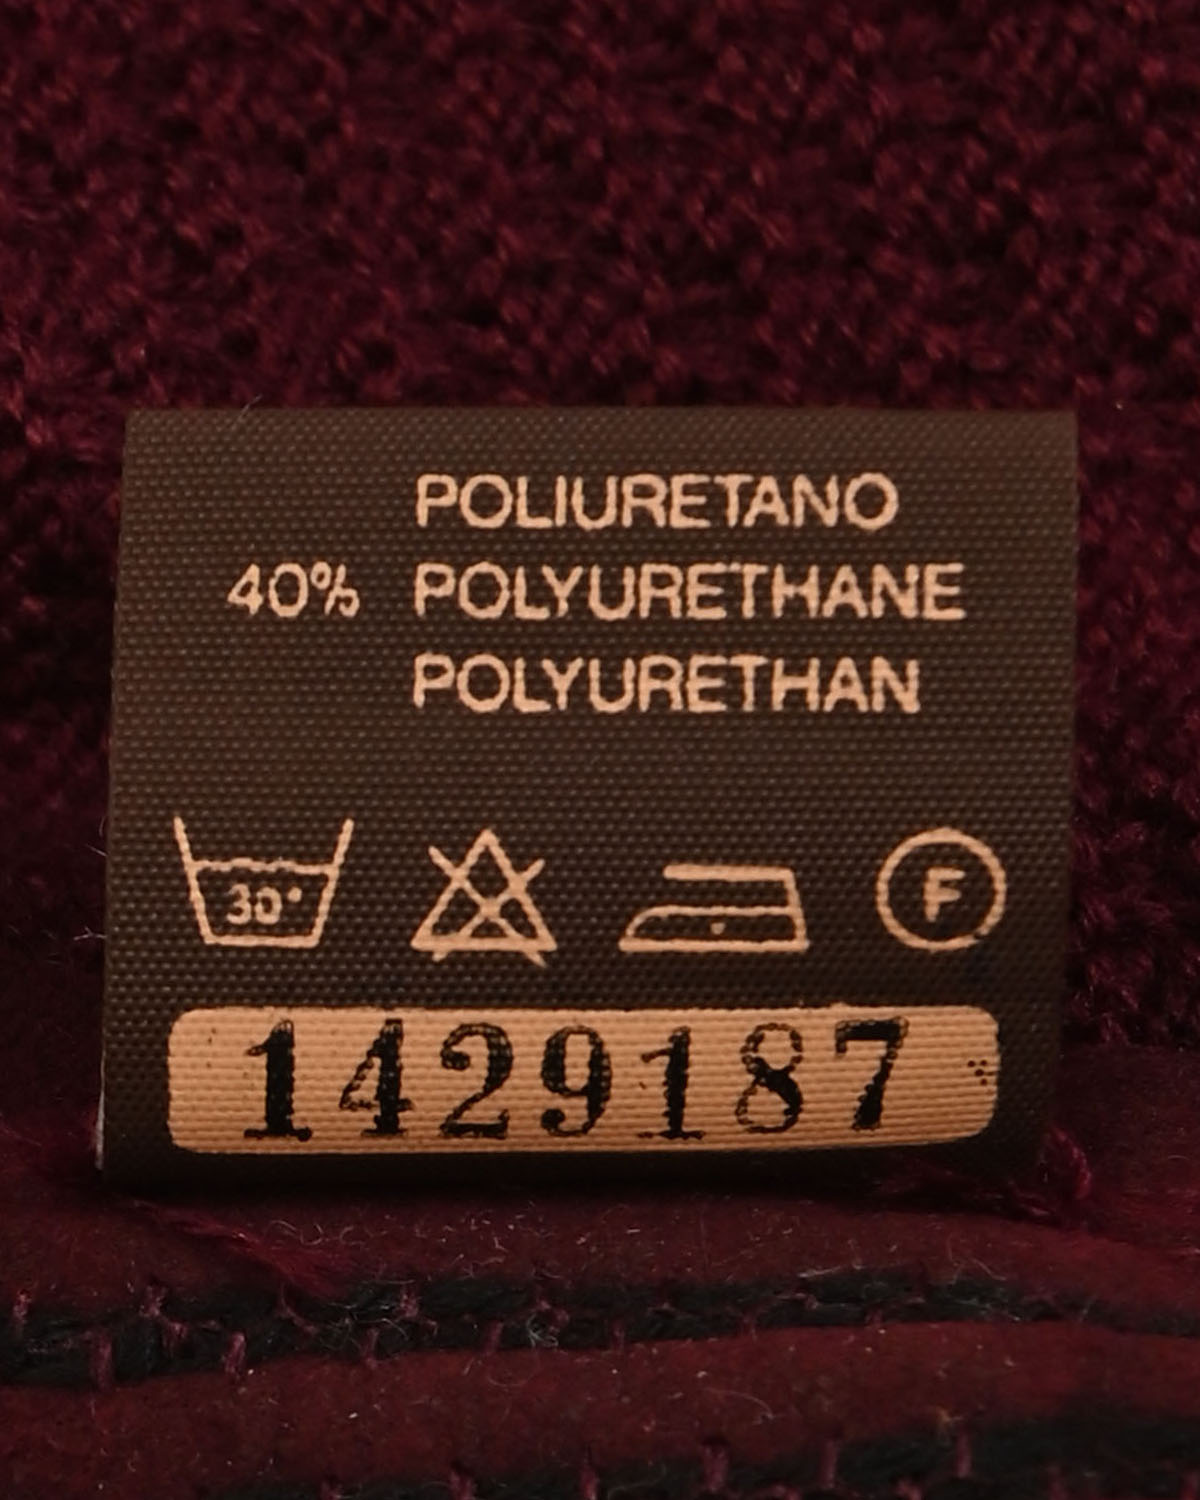 POLIURETANO
40% POLYURETHANE
POLYURETHAN
30° F
1429187